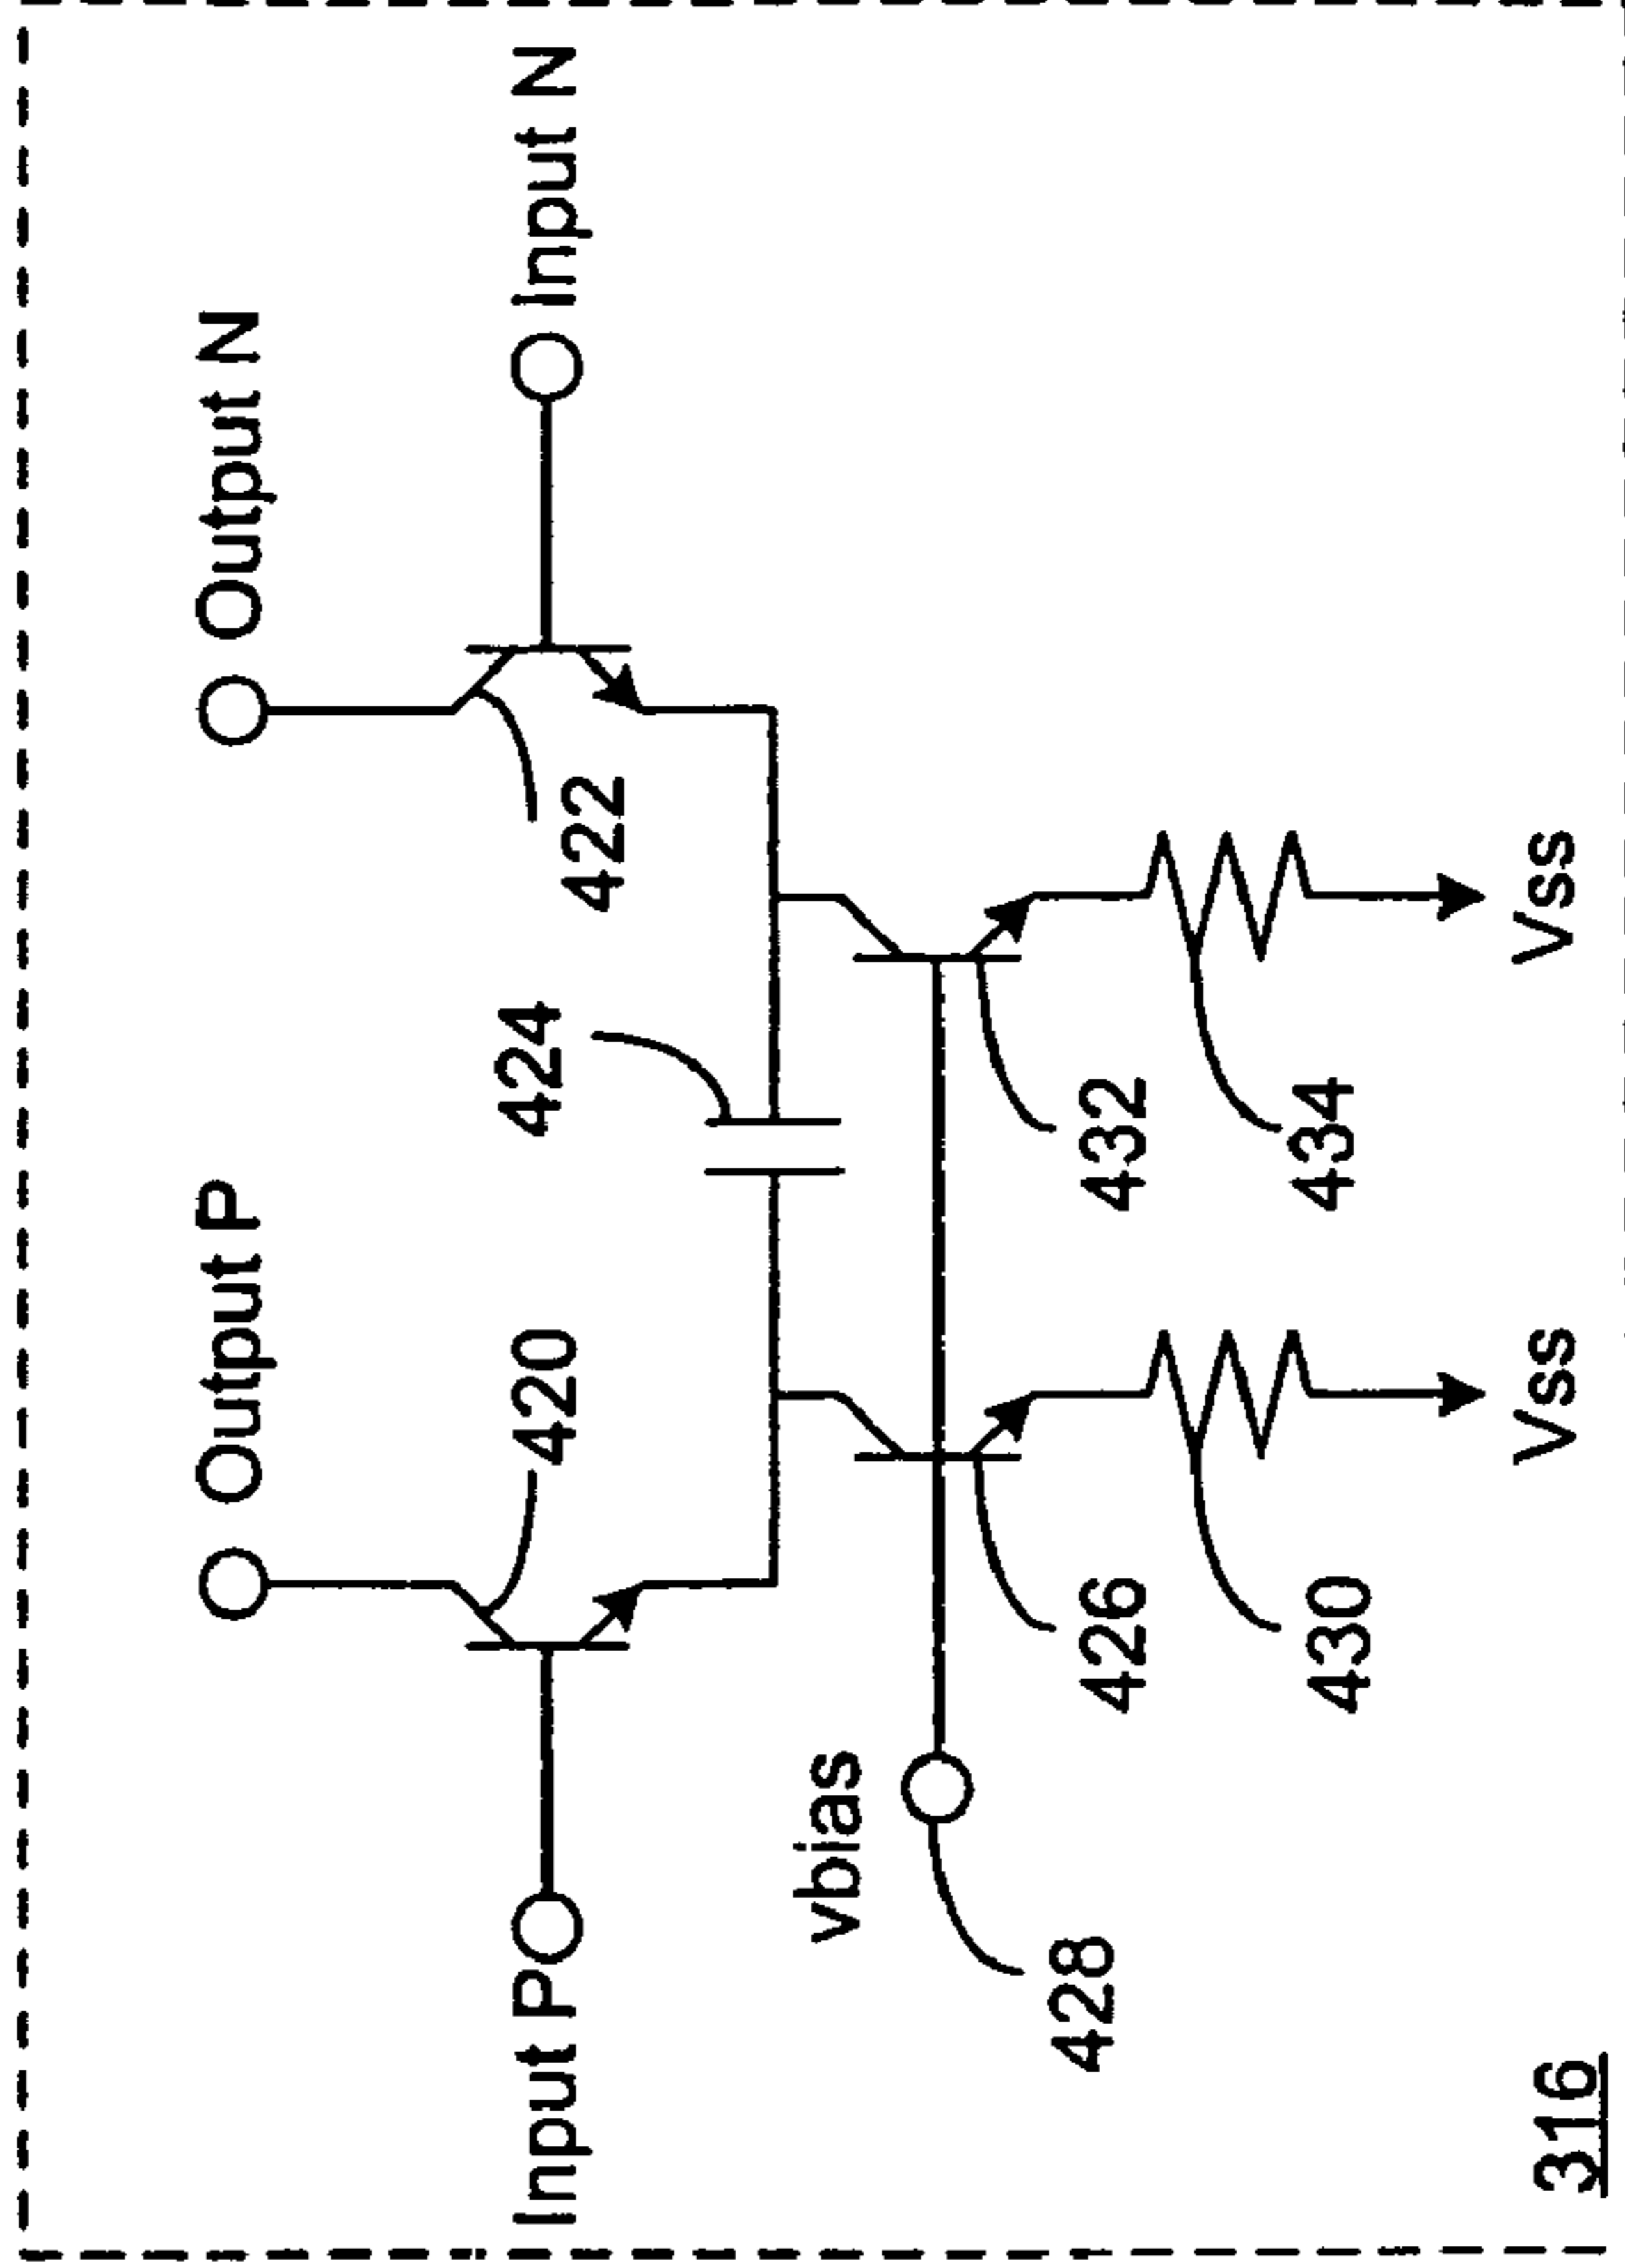 Output P
Output N
Input P
420
422
Input N
424
vbias
428
426
432
430
434
Vss
Vss
316